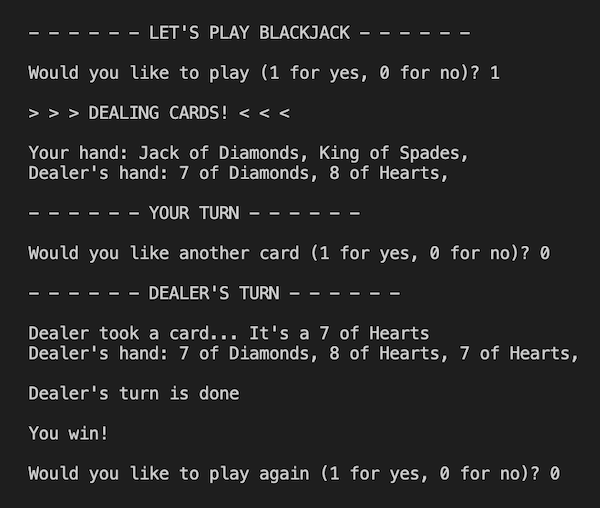 - - - - - - LET'S PLAY BLACKJACK - - - - - -
Would you like to play (1 for yes, 0 for no)? 1
> > > DEALING CARDS! < < <
Your hand: Jack of Diamonds, King of Spades,
Dealer's hand: 7 of Diamonds, 8 of Hearts,
- - - - - - YOUR TURN - - - - - -
Would you like another card (1 for yes, 0 for no)? 0
- - - - - - DEALER'S TURN - - - - - -
Dealer took a card... It's a 7 of Hearts
Dealer's hand: 7 of Diamonds, 8 of Hearts, 7 of Hearts,
Dealer's turn is done
You win!
Would you like to play again (1 for yes, 0 for no)? 0